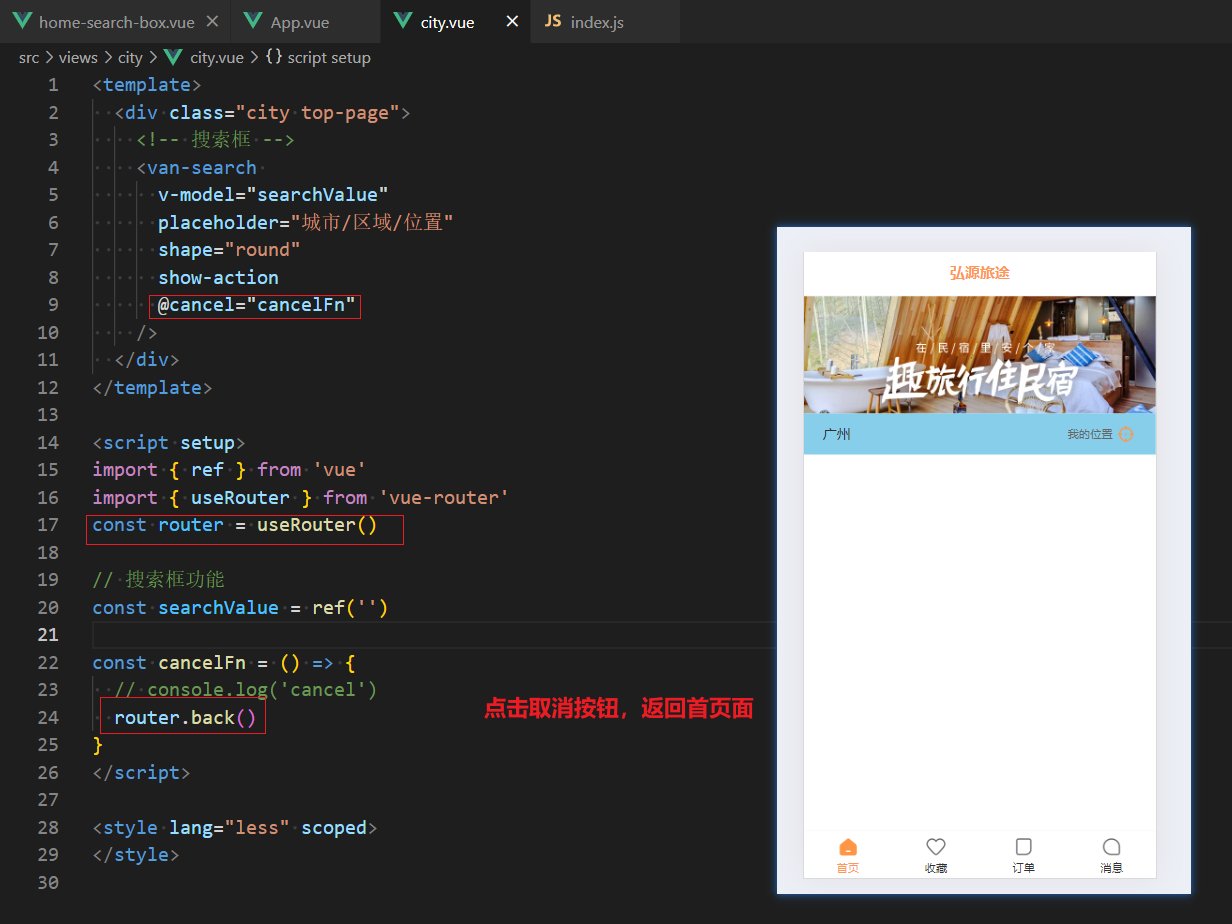 home-search-box.vue App.vue city.vue JS index.js
src > views > city > city.vue > {} script setup
1 <template>
2 <div class="city top-page">
3 <!-- 搜索框 -->
4 <van-search
5 v-model="searchValue"
6 placeholder="城市/区域/位置"
7 shape="round"
8 show-action
9 @cancel="cancelFn"
10 />
11 </div>
12 </template>
13
14 <script setup>
15 import { ref } from 'vue'
16 import { useRouter } from 'vue-router'
17 const router = useRouter()
18
19 // 搜索框功能
20 const searchValue = ref('')
21
22 const cancelFn = () => {
23 // console.log('cancel')
24 router.back()
25 }
26 </script>
27
28 <style lang="less" scoped>
29 </style>
30
点击取消按钮，返回首页面
弘源旅途
在/民/宿/里/安/个/家
趣旅行住民宿
广州 我的位置
首页 收藏 订单 消息